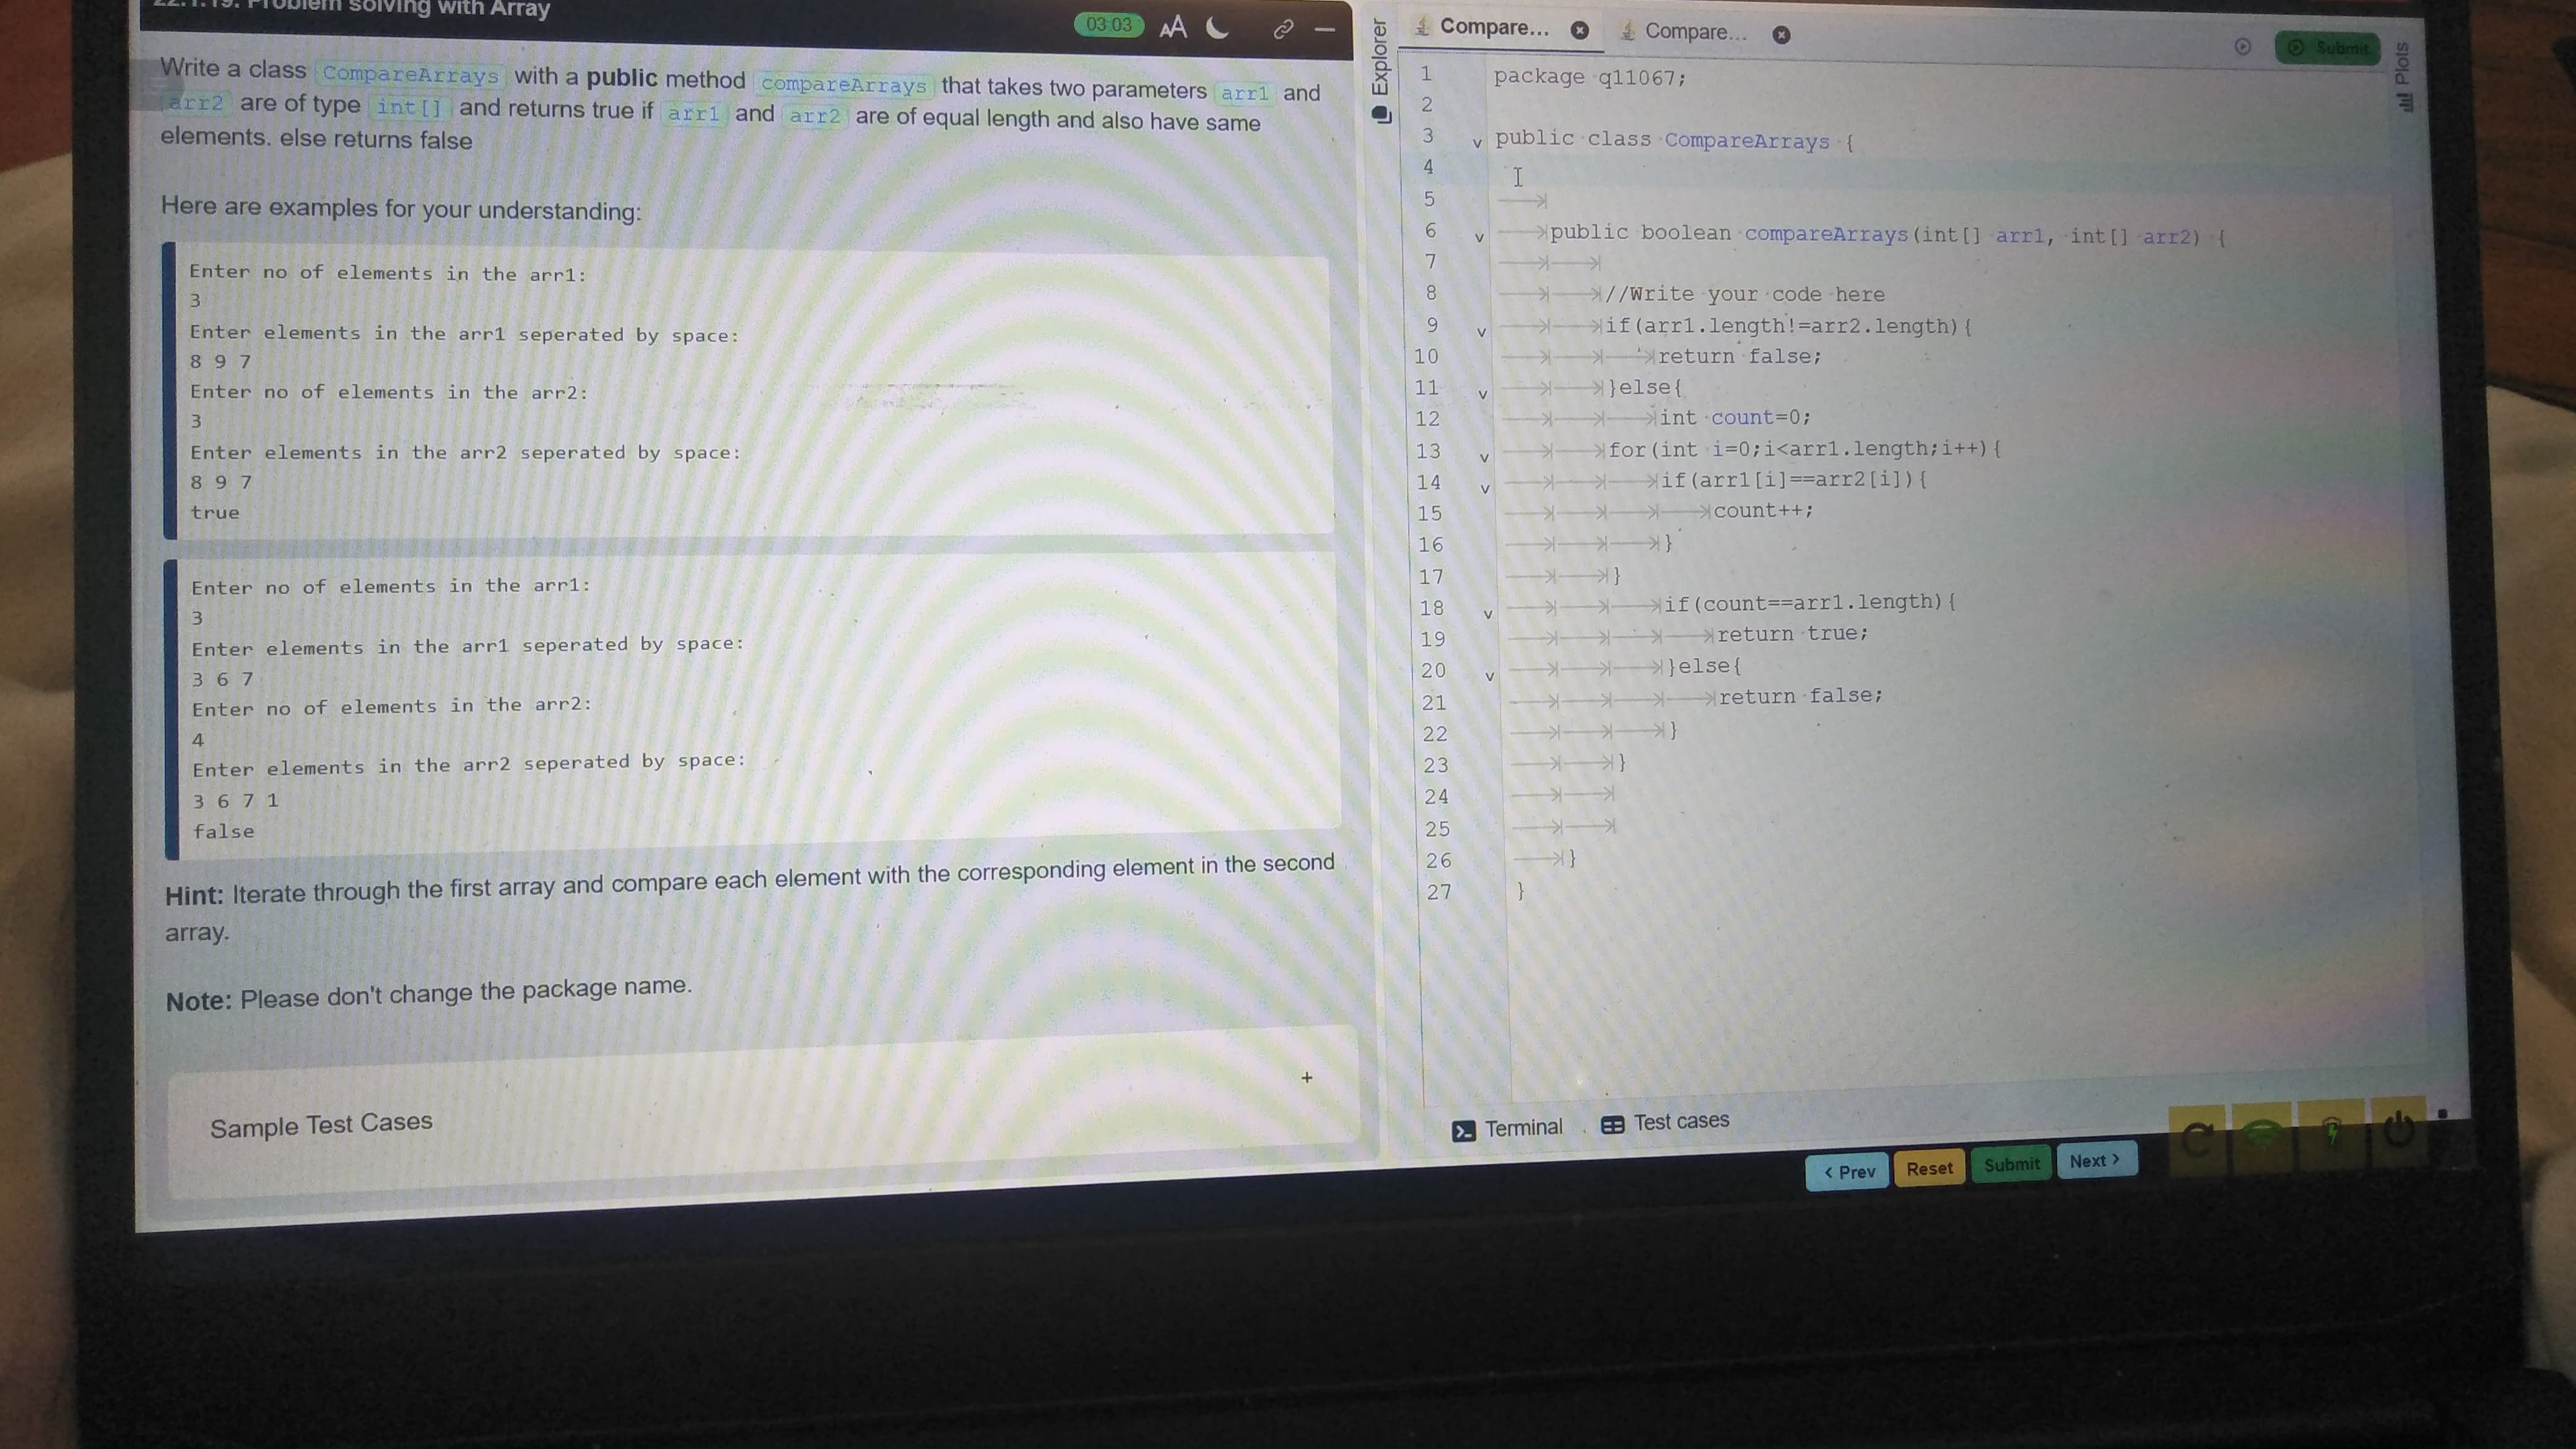 22.1.19. Problem solving with Array
03:03
AA
Write a class CompareArrays with a public method compareArrays that takes two parameters arr1 and
arr2 are of type int[] and returns true if arr1 and arr2 are of equal length and also have same
elements. else returns false
Here are examples for your understanding:
Enter no of elements in the arr1:
3
Enter elements in the arr1 seperated by space:
8 9 7
Enter no of elements in the arr2:
3
Enter elements in the arr2 seperated by space:
8 9 7
true
Enter no of elements in the arr1:
3
Enter elements in the arr1 seperated by space:
3 6 7
Enter no of elements in the arr2:
4
Enter elements in the arr2 seperated by space:
3 6 7 1
false
Hint: Iterate through the first array and compare each element with the corresponding element in the second
array.
Note: Please don't change the package name.
Sample Test Cases
+
Explorer
Compare...
Compare...
Submit
Plots
1 package q11067;
2
3 public class CompareArrays {
4
5
6 public boolean compareArrays(int[] arr1, int[] arr2) {
7
8 //Write your code here
9 if(arr1.length!=arr2.length){
10 return false;
11 }else{
12 int count=0;
13 for(int i=0;i<arr1.length;i++){
14 if(arr1[i]==arr2[i]){
15 count++;
16 }
17 }
18 if(count==arr1.length){
19 return true;
20 }else{
21 return false;
22 }
23 }
24
25
26 }
27 }
Terminal
Test cases
< Prev
Reset
Submit
Next >